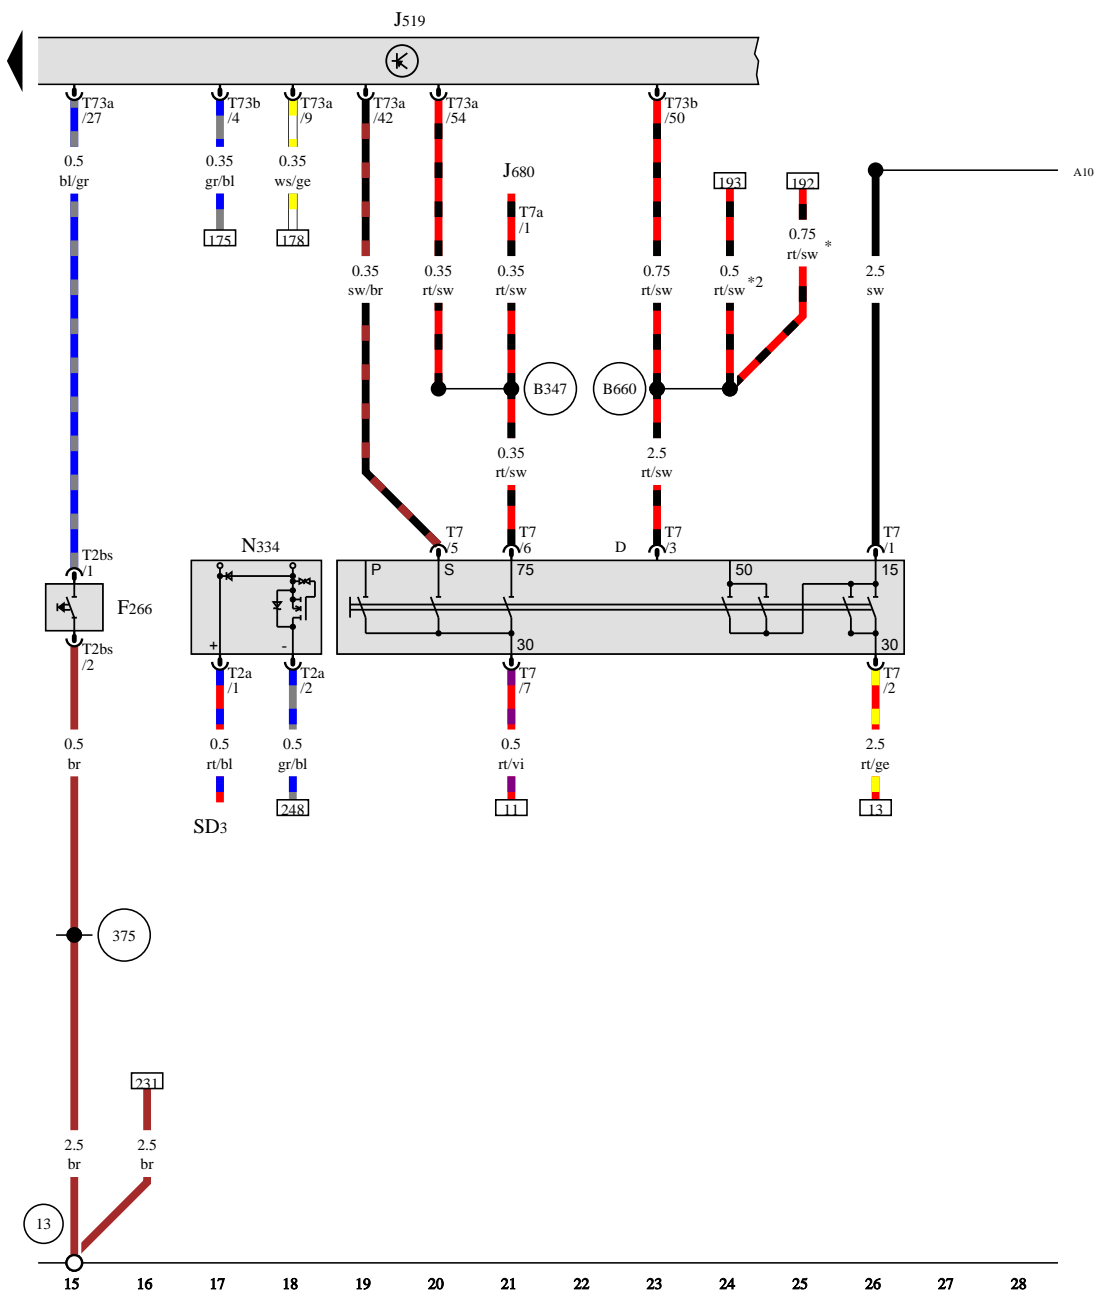 J519
T73a
/27
T73b
/4
T73a
/9
T73a
/42
T73a
/54
T73b
/50
0.5
bl/gr
0.35
gr/bl
0.35
ws/ge
J680
193
192
A10
T7a
/1
175
178
0.75
rt/sw
*
0.35
sw/br
0.35
rt/sw
0.35
rt/sw
0.75
rt/sw
0.5
rt/sw
*2
2.5
sw
B347
B660
0.35
rt/sw
2.5
rt/sw
T2bs
/1
N334
T7
/5
T7
/6
D
T7
/3
T7
/1
P
S
75
50
15
F266
+
-
30
30
T2bs
/2
T2a
/1
T2a
/2
T7
/7
T7
/2
0.5
br
0.5
rt/bl
0.5
gr/bl
0.5
rt/vi
2.5
rt/ge
248
11
13
SD3
375
231
2.5
br
2.5
br
13
15 16 17 18 19 20 21 22 23 24 25 26 27 28